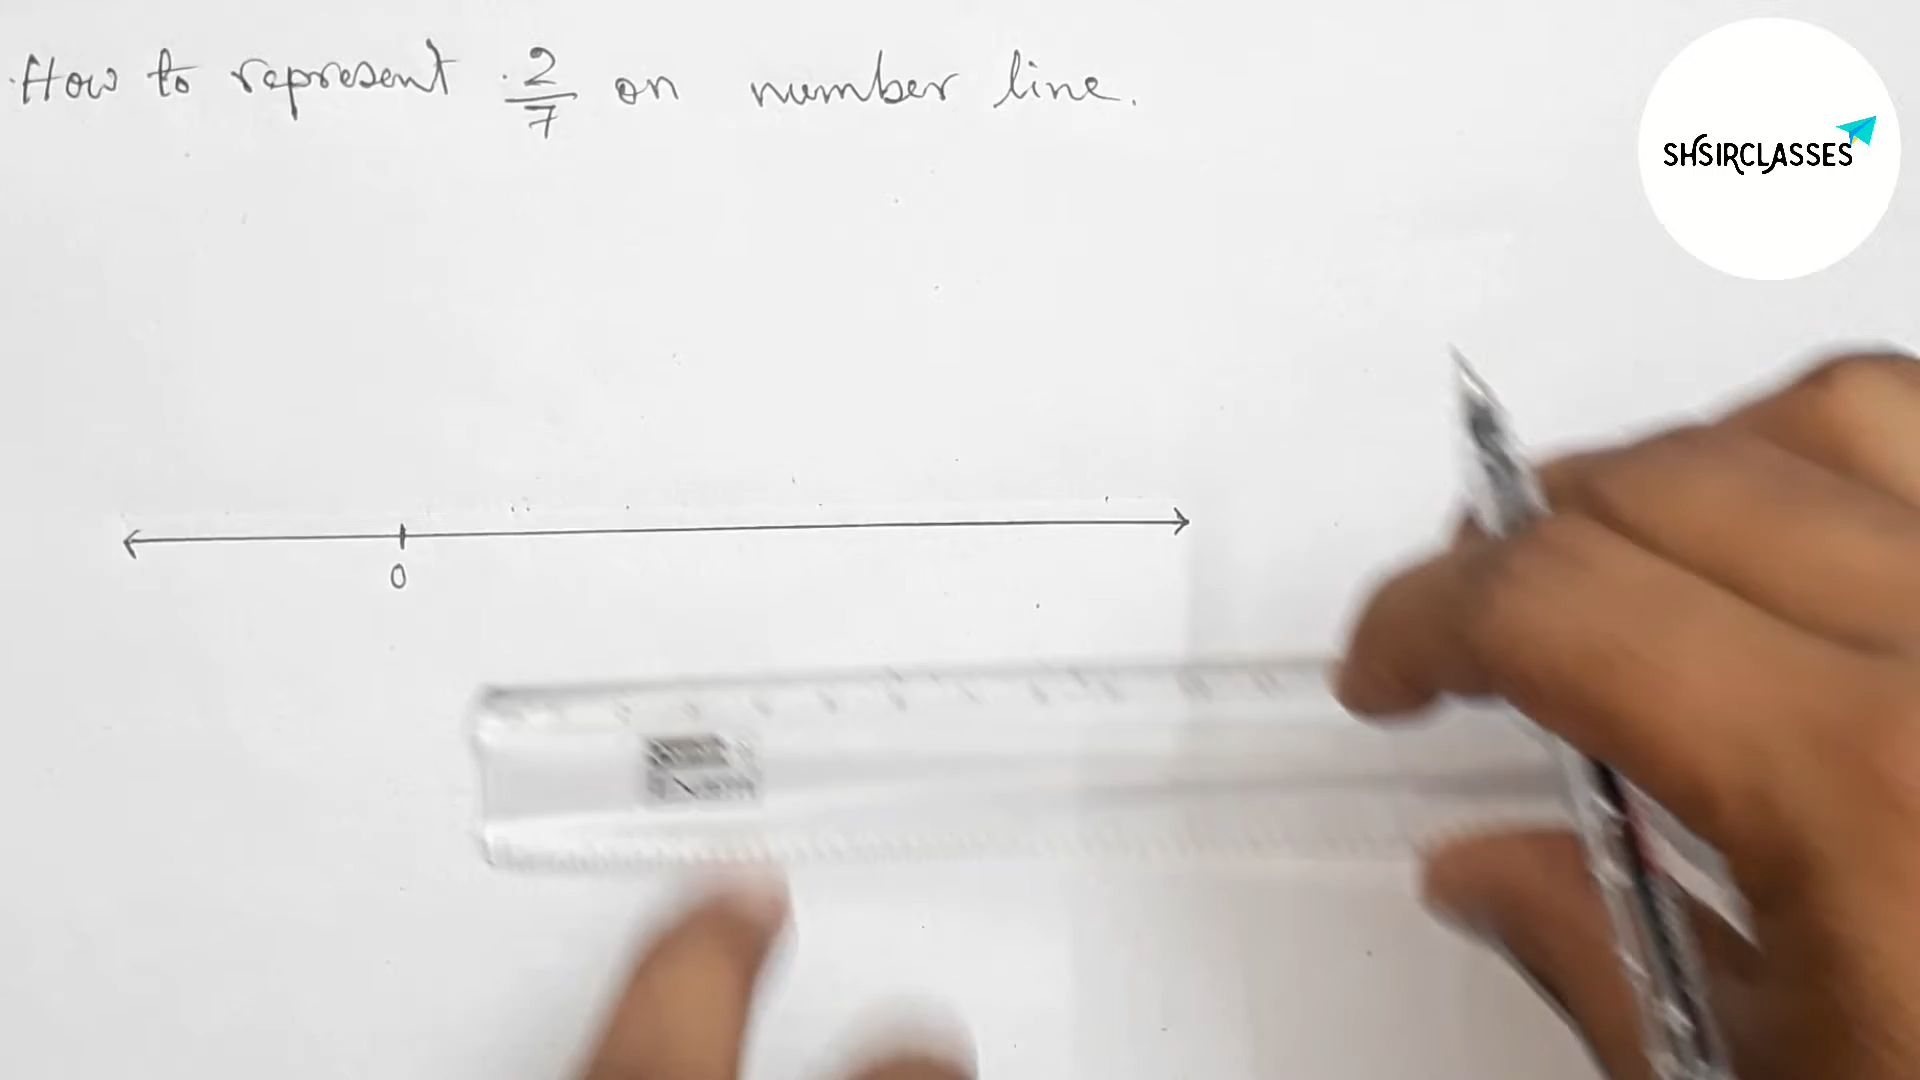 How to represent 2/7 on number line.
SHSIRCLASSES
0